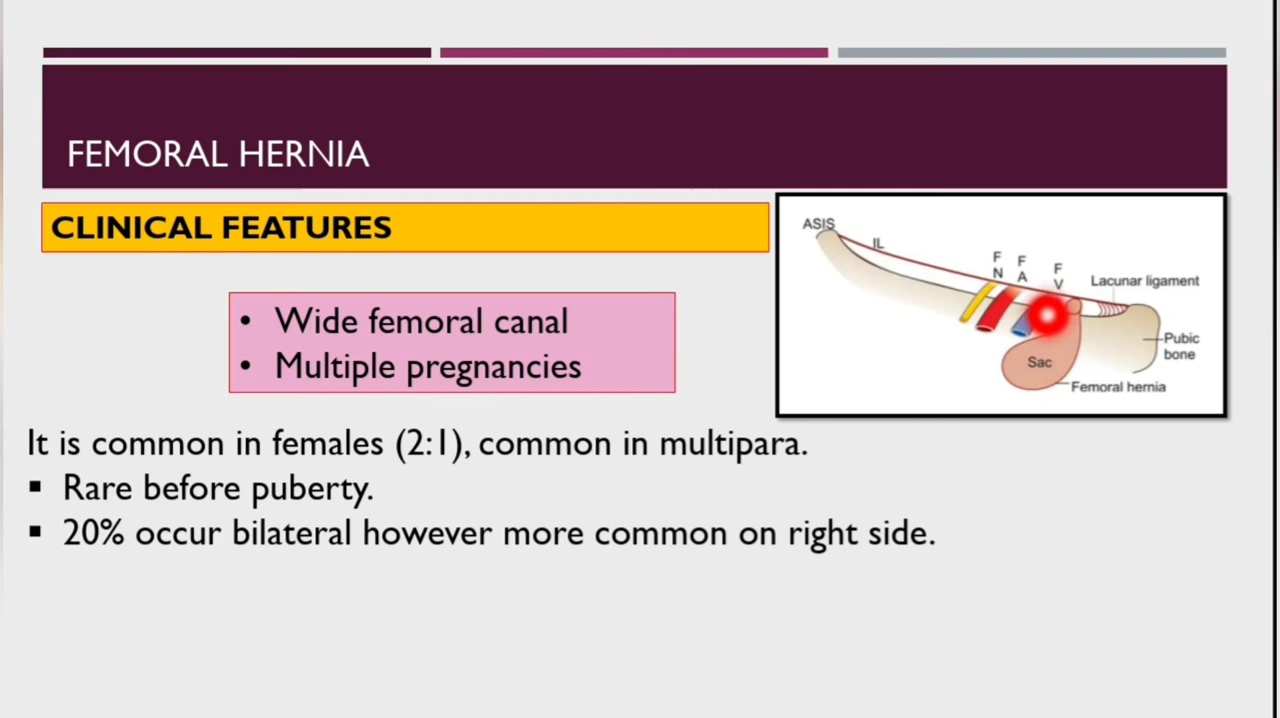 FEMORAL HERNIA
CLINICAL FEATURES
• Wide femoral canal
• Multiple pregnancies
ASIS
IL
F N
F A
F V
Lacunar ligament
Pubic bone
Sac
Femoral hernia
It is common in females (2:1), common in multipara.
▪ Rare before puberty.
▪ 20% occur bilateral however more common on right side.